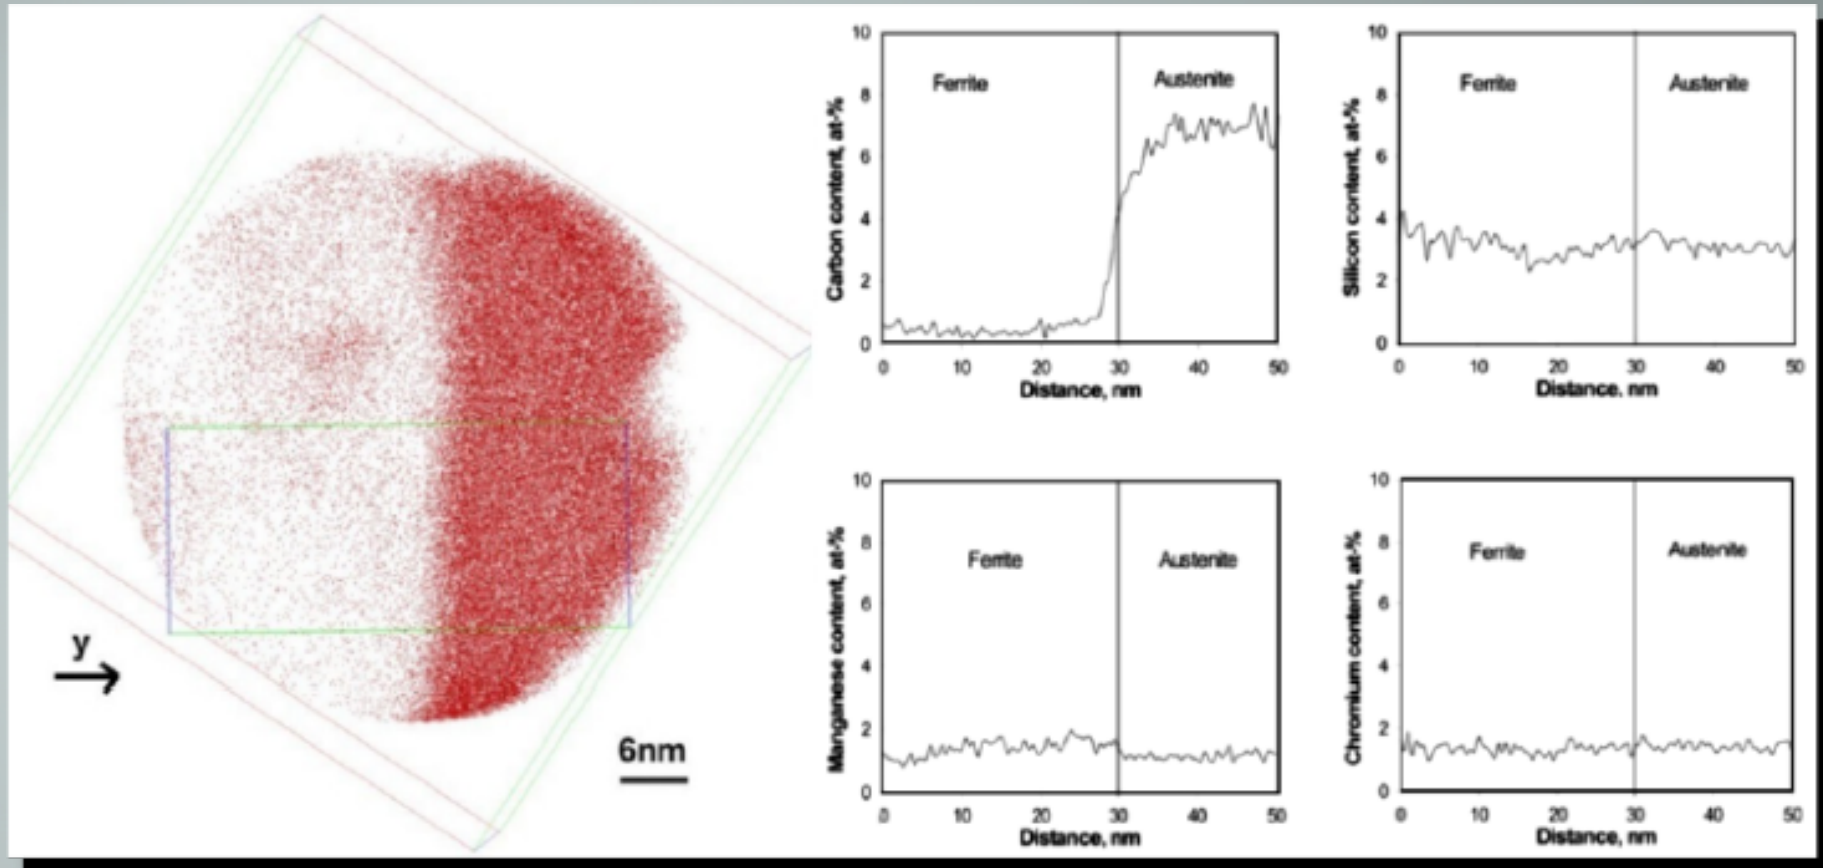 y
6nm
Carbon content, at-%
10
8
6
4
2
0
Ferrite
Austenite
0 10 20 30 40 50
Distance, nm
Silicon content, at-%
10
8
6
4
2
0
Ferrite
Austenite
0 10 20 30 40 50
Distance. nm
Manganese content, at-%
10
8
6
4
2
0
Ferrite
Austenite
0 10 20 30 40 50
Distance, nm
Chromium content, at-%
10
8
6
4
2
0
Ferrite
Austenite
0 10 20 30 40 50
Distance, nm